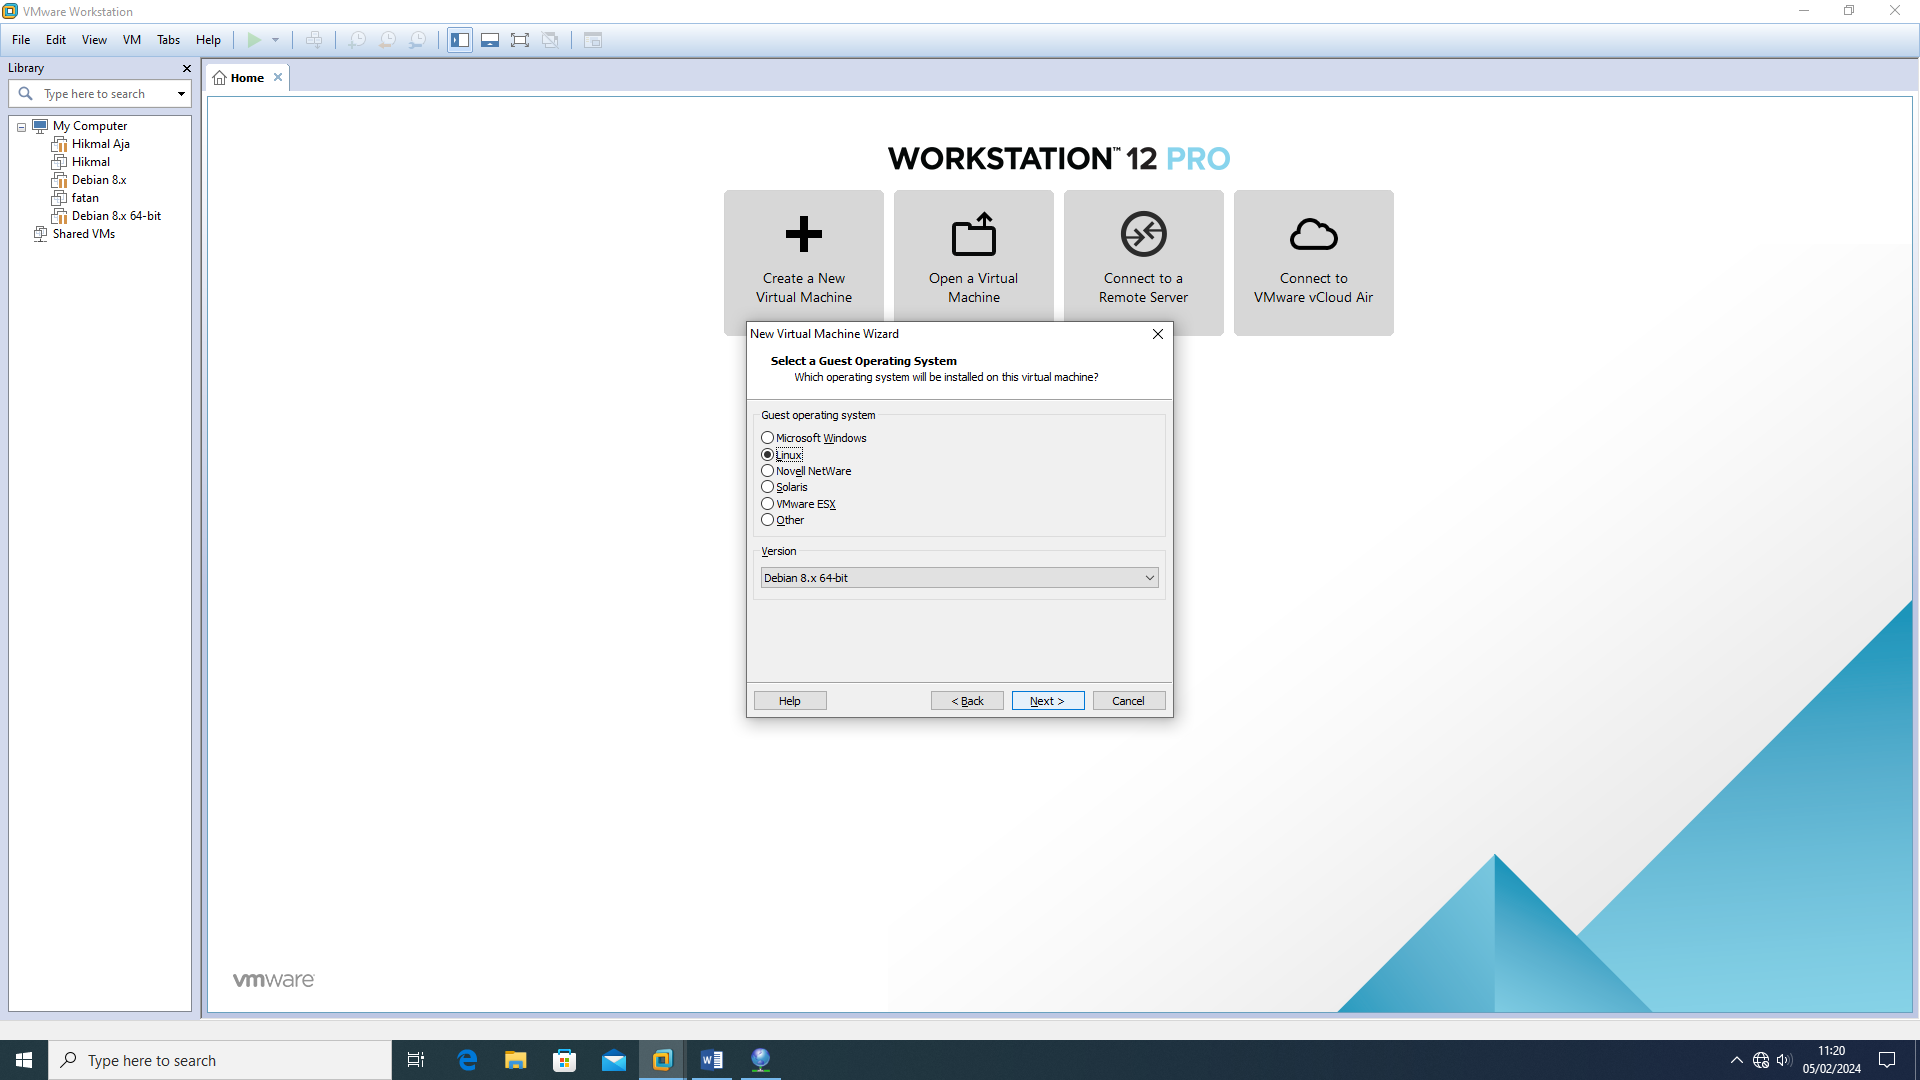 VMware Workstation
File Edit View VM Tabs Help
Library
Type here to search
My Computer
Hikmal Aja
Hikmal
Debian 8.x
fatan
Debian 8.x 64-bit
Shared VMs
Home
WORKSTATION™ 12 PRO
Create a New
Virtual Machine
Open a Virtual
Machine
Connect to a
Remote Server
Connect to
VMware vCloud Air
New Virtual Machine Wizard
Select a Guest Operating System
Which operating system will be installed on this virtual machine?
Guest operating system
Microsoft Windows
Linux
Novell NetWare
Solaris
VMware ESX
Other
Version
Debian 8.x 64-bit
Help
< Back
Next >
Cancel
vmware
Type here to search
11:20
05/02/2024